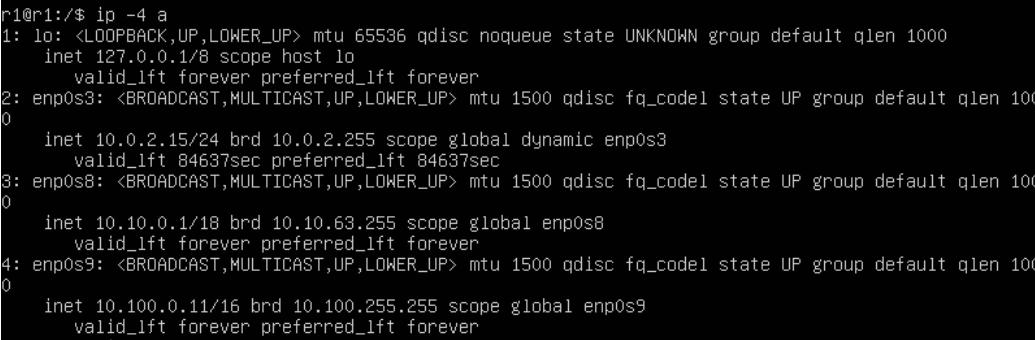 r1@r1:/$ ip -4 a
1: lo: <LOOPBACK,UP,LOWER_UP> mtu 65536 qdisc noqueue state UNKNOWN group default qlen 1000
    inet 127.0.0.1/8 scope host lo
       valid_lft forever preferred_lft forever
2: enp0s3: <BROADCAST,MULTICAST,UP,LOWER_UP> mtu 1500 qdisc fq_codel state UP group default qlen 100
0
    inet 10.0.2.15/24 brd 10.0.2.255 scope global dynamic enp0s3
       valid_lft 84637sec preferred_lft 84637sec
3: enp0s8: <BROADCAST,MULTICAST,UP,LOWER_UP> mtu 1500 qdisc fq_codel state UP group default qlen 100
0
    inet 10.10.0.1/18 brd 10.10.63.255 scope global enp0s8
       valid_lft forever preferred_lft forever
4: enp0s9: <BROADCAST,MULTICAST,UP,LOWER_UP> mtu 1500 qdisc fq_codel state UP group default qlen 100
0
    inet 10.100.0.11/16 brd 10.100.255.255 scope global enp0s9
       valid_lft forever preferred_lft forever